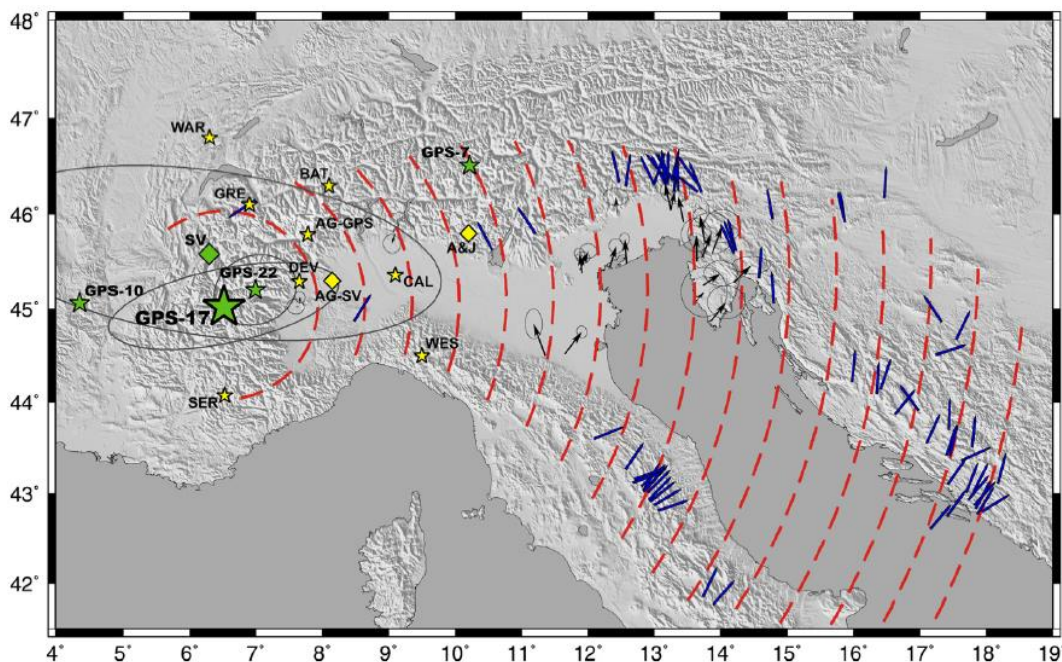 48°
47°
WAR
GPS-7
BAT
GRE
46°
AG-GPS
SV
A&J
GPS-22
DEV
CAL
AG-SV
GPS-10
45°
GPS-17
WES
SER
44°
43°
42°
4° 5° 6° 7° 8° 9° 10° 11° 12° 13° 14° 15° 16° 17° 18° 19